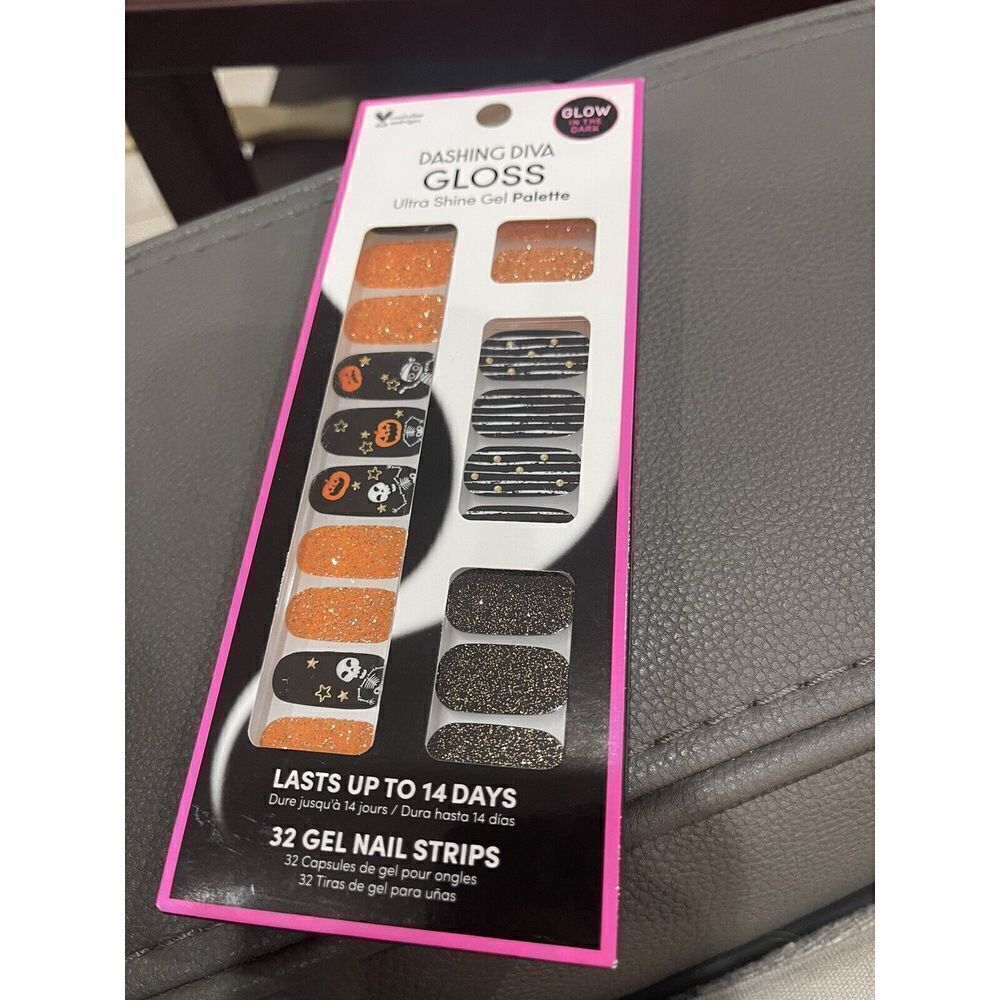 GLOW
IN THE
DARK
DASHING DIVA
GLOSS
Ultra Shine Gel Palette
LASTS UP TO 14 DAYS
Dure jusqu'à 14 jours / Dura hasta 14 días
32 GEL NAIL STRIPS
32 Capsules de gel pour ongles
32 Tiras de gel para uñas